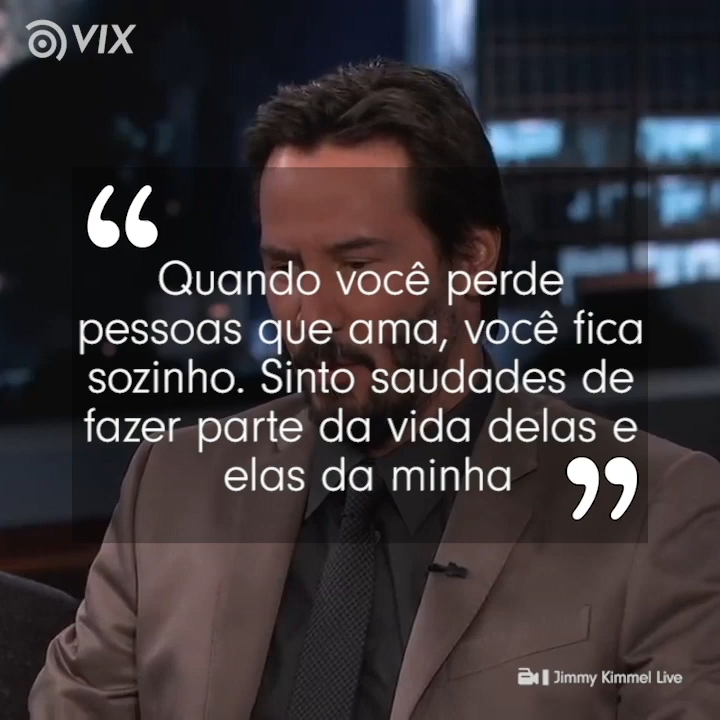 VIX
“
Quando você perde
pessoas que ama, você fica
sozinho. Sinto saudades de
fazer parte da vida delas e
elas da minha
”
Jimmy Kimmel Live